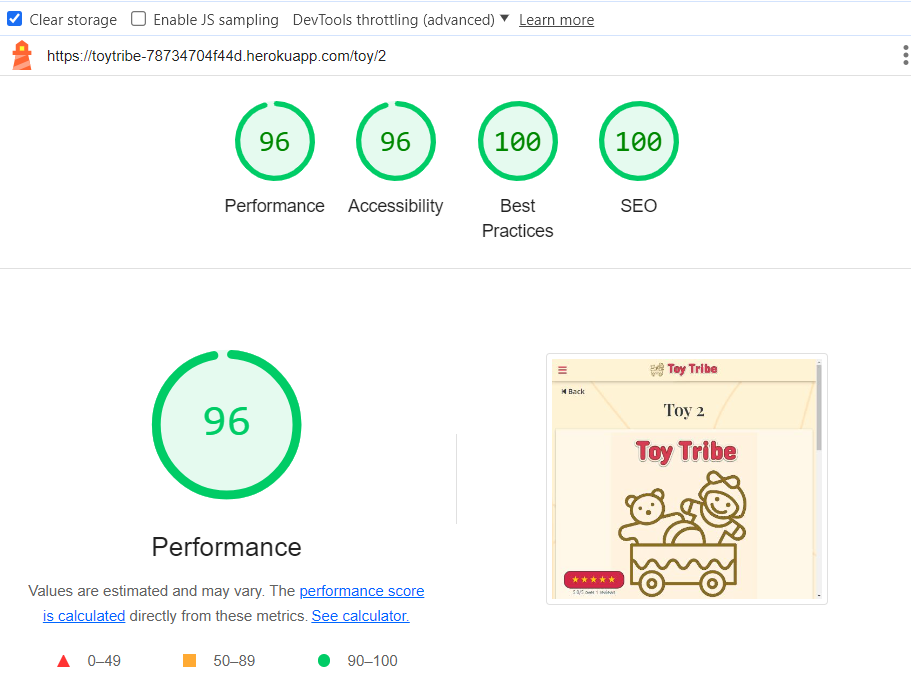 Clear storage Enable JS sampling DevTools throttling (advanced) Learn more
https://toytribe-78734704f44d.herokuapp.com/toy/2
96 96 100 100
Performance Accessibility Best Practices SEO
96
Performance
Values are estimated and may vary. The performance score
is calculated directly from these metrics. See calculator.
0–49 50–89 90–100
Toy Tribe
Back
Toy 2
Toy Tribe